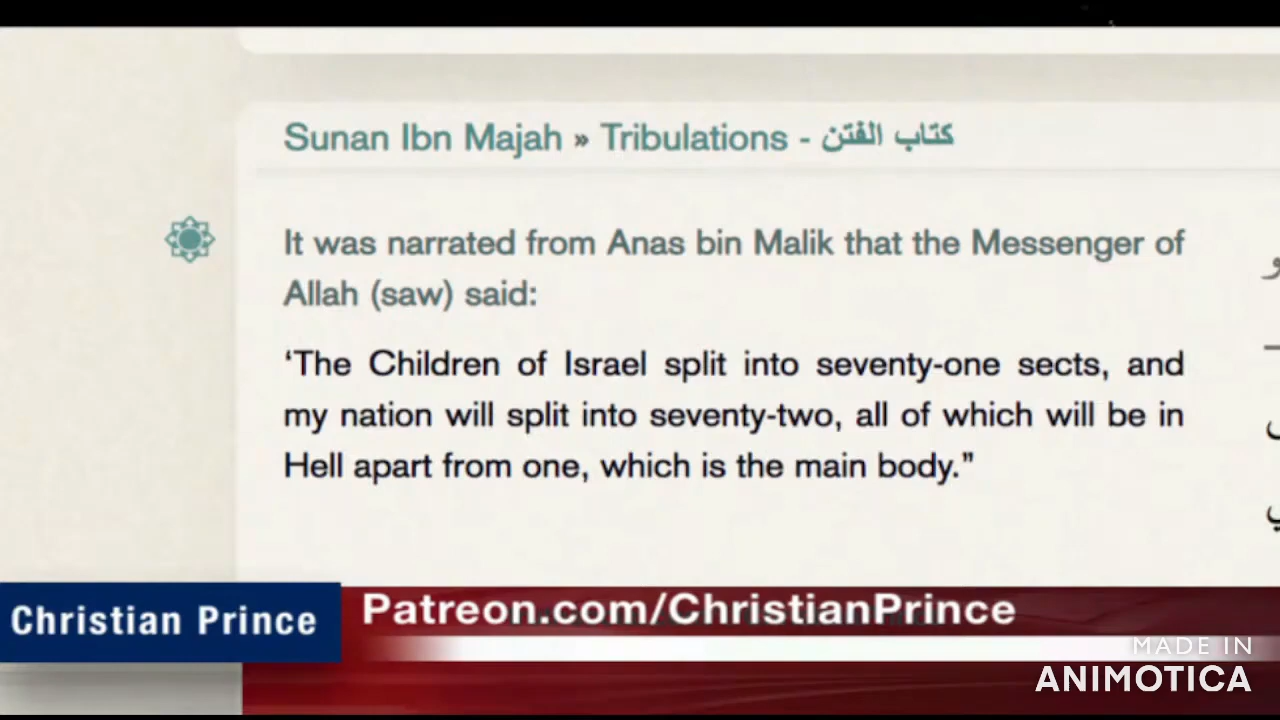 Sunan Ibn Majah » Tribulations - كتاب الفتن
It was narrated from Anas bin Malik that the Messenger of
Allah (saw) said:
‘The Children of Israel split into seventy-one sects, and
my nation will split into seventy-two, all of which will be in
Hell apart from one, which is the main body.”
Christian Prince
Patreon.com/ChristianPrince
MADE IN
ANIMOTICA